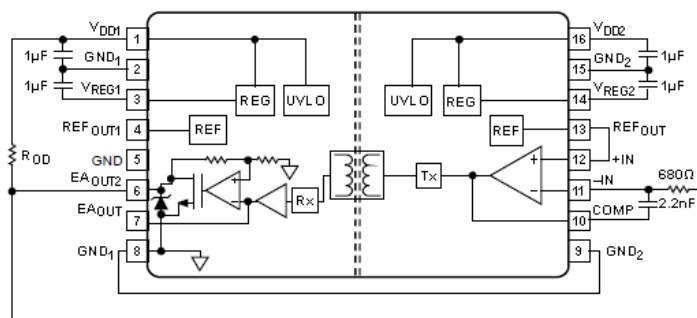 VDD1
1μF
GND1
1μF
VREG1
REFOUT1
ROD
GND
EAOUT2
EAOUT
GND1
1
2
3
4
5
6
7
8
REG
UVLO
REF
Rx
UVLO
REG
REF
Tx
+
−
+
−
16
15
14
13
12
11
10
9
VDD2
1μF
GND2
1μF
VREG2
REFOUT
+IN
680Ω
−IN
2.2nF
COMP
GND2